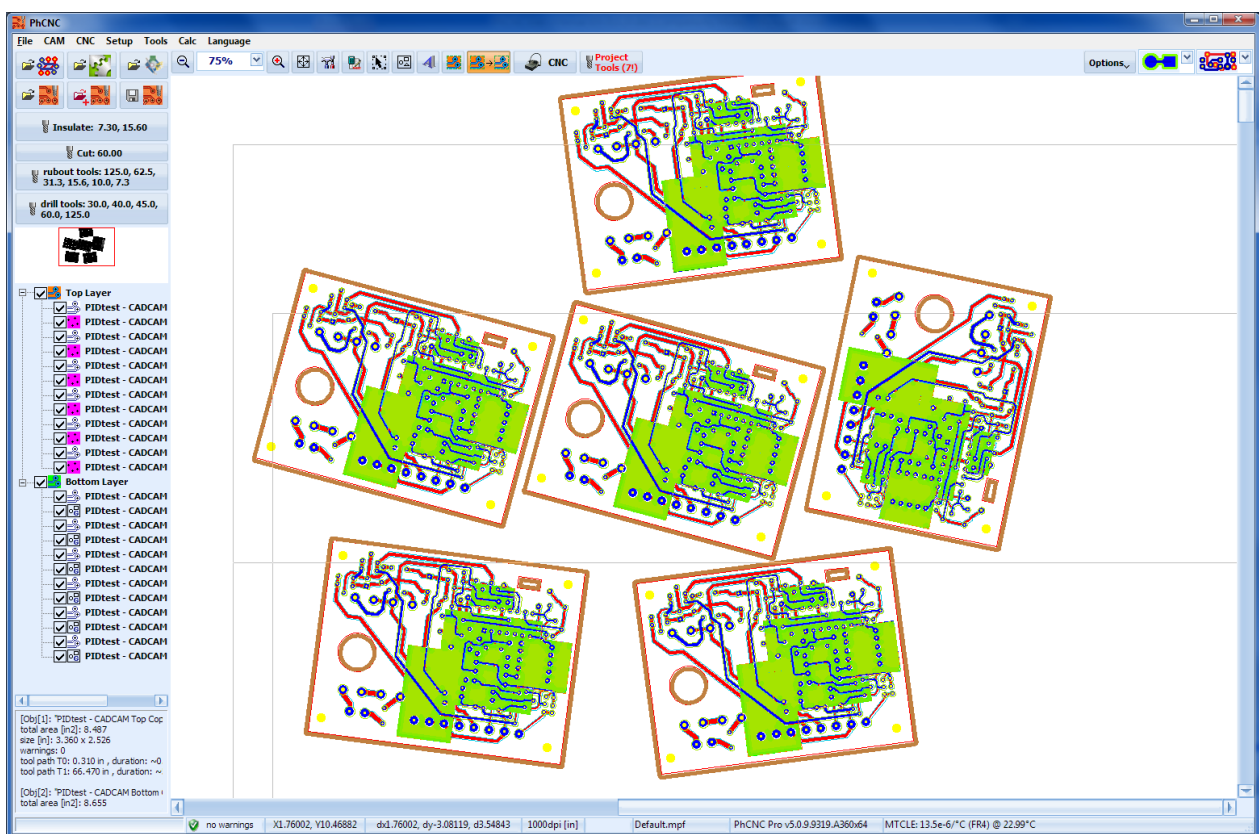 PhCNC
File CAM CNC Setup Tools Calc Language
75%
CNC
Project
Tools (7!)
Options
Insulate: 7.30, 15.60
Cut: 60.00
rubout tools: 125.0, 62.5,
31.3, 15.6, 10.0, 7.3
drill tools: 30.0, 40.0, 45.0,
60.0, 125.0
Top Layer
PIDtest - CADCAM
PIDtest - CADCAM
PIDtest - CADCAM
PIDtest - CADCAM
PIDtest - CADCAM
PIDtest - CADCAM
PIDtest - CADCAM
PIDtest - CADCAM
PIDtest - CADCAM
PIDtest - CADCAM
PIDtest - CADCAM
PIDtest - CADCAM
Bottom Layer
PIDtest - CADCAM
PIDtest - CADCAM
PIDtest - CADCAM
PIDtest - CADCAM
PIDtest - CADCAM
PIDtest - CADCAM
PIDtest - CADCAM
PIDtest - CADCAM
PIDtest - CADCAM
PIDtest - CADCAM
PIDtest - CADCAM
PIDtest - CADCAM
[Obj[1]: "PIDtest - CADCAM Top Cop
total area [in2]: 8.487
size [in]: 3.360 x 2.526
warnings: 0
tool path T0: 0.310 in , duration: ~0
tool path T1: 66.470 in , duration: ~
[Obj[2]: "PIDtest - CADCAM Bottom
total area [in2]: 8.655
no warnings X1.76002, Y10.46882 dx1.76002, dy-3.08119, d3.54843 1000dpi [in] Default.mpf PhCNC Pro v5.0.9.9319.A360x64 MTCLE: 13.5e-6/°C (FR4) @ 22.99°C